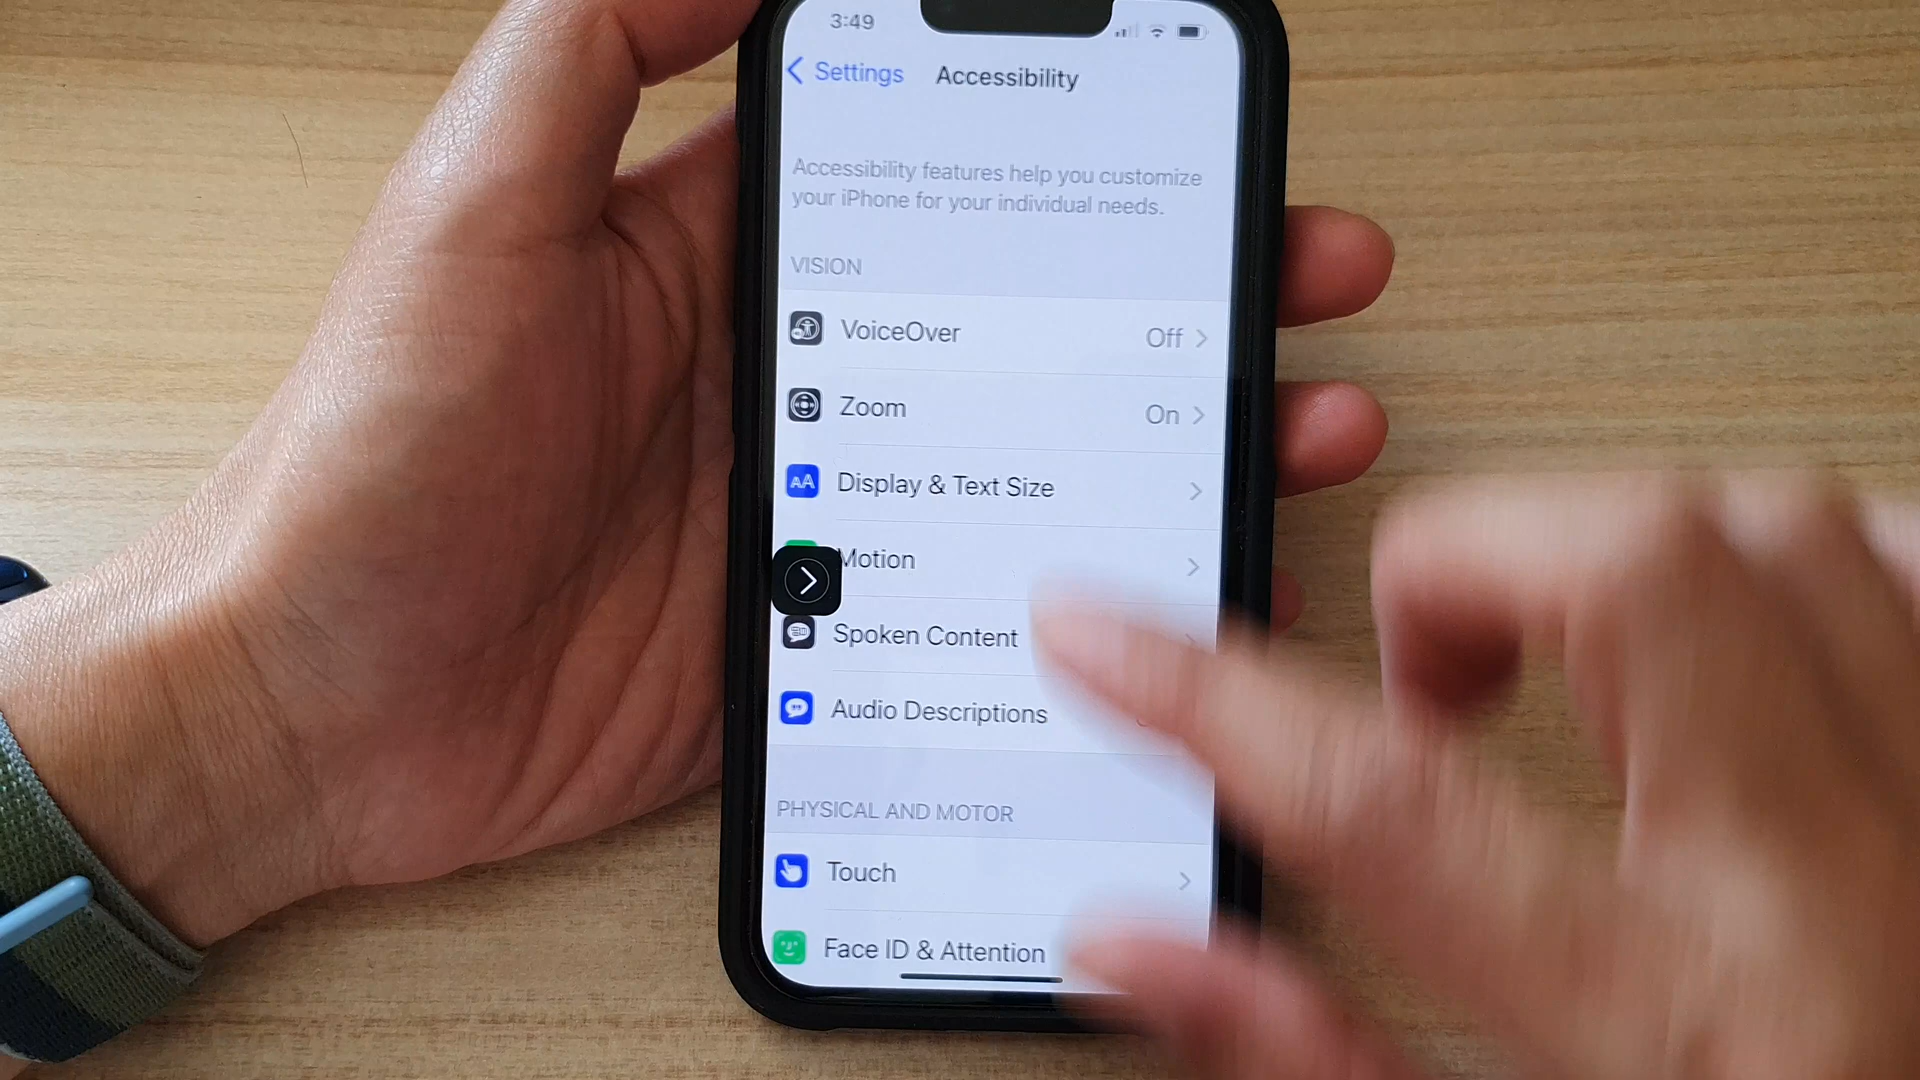 3:49
Settings
Accessibility
Accessibility features help you customize
your iPhone for your individual needs.
VISION
VoiceOver Off
Zoom On
AA Display & Text Size
Motion
Spoken Content
Audio Descriptions
PHYSICAL AND MOTOR
Touch
Face ID & Attention